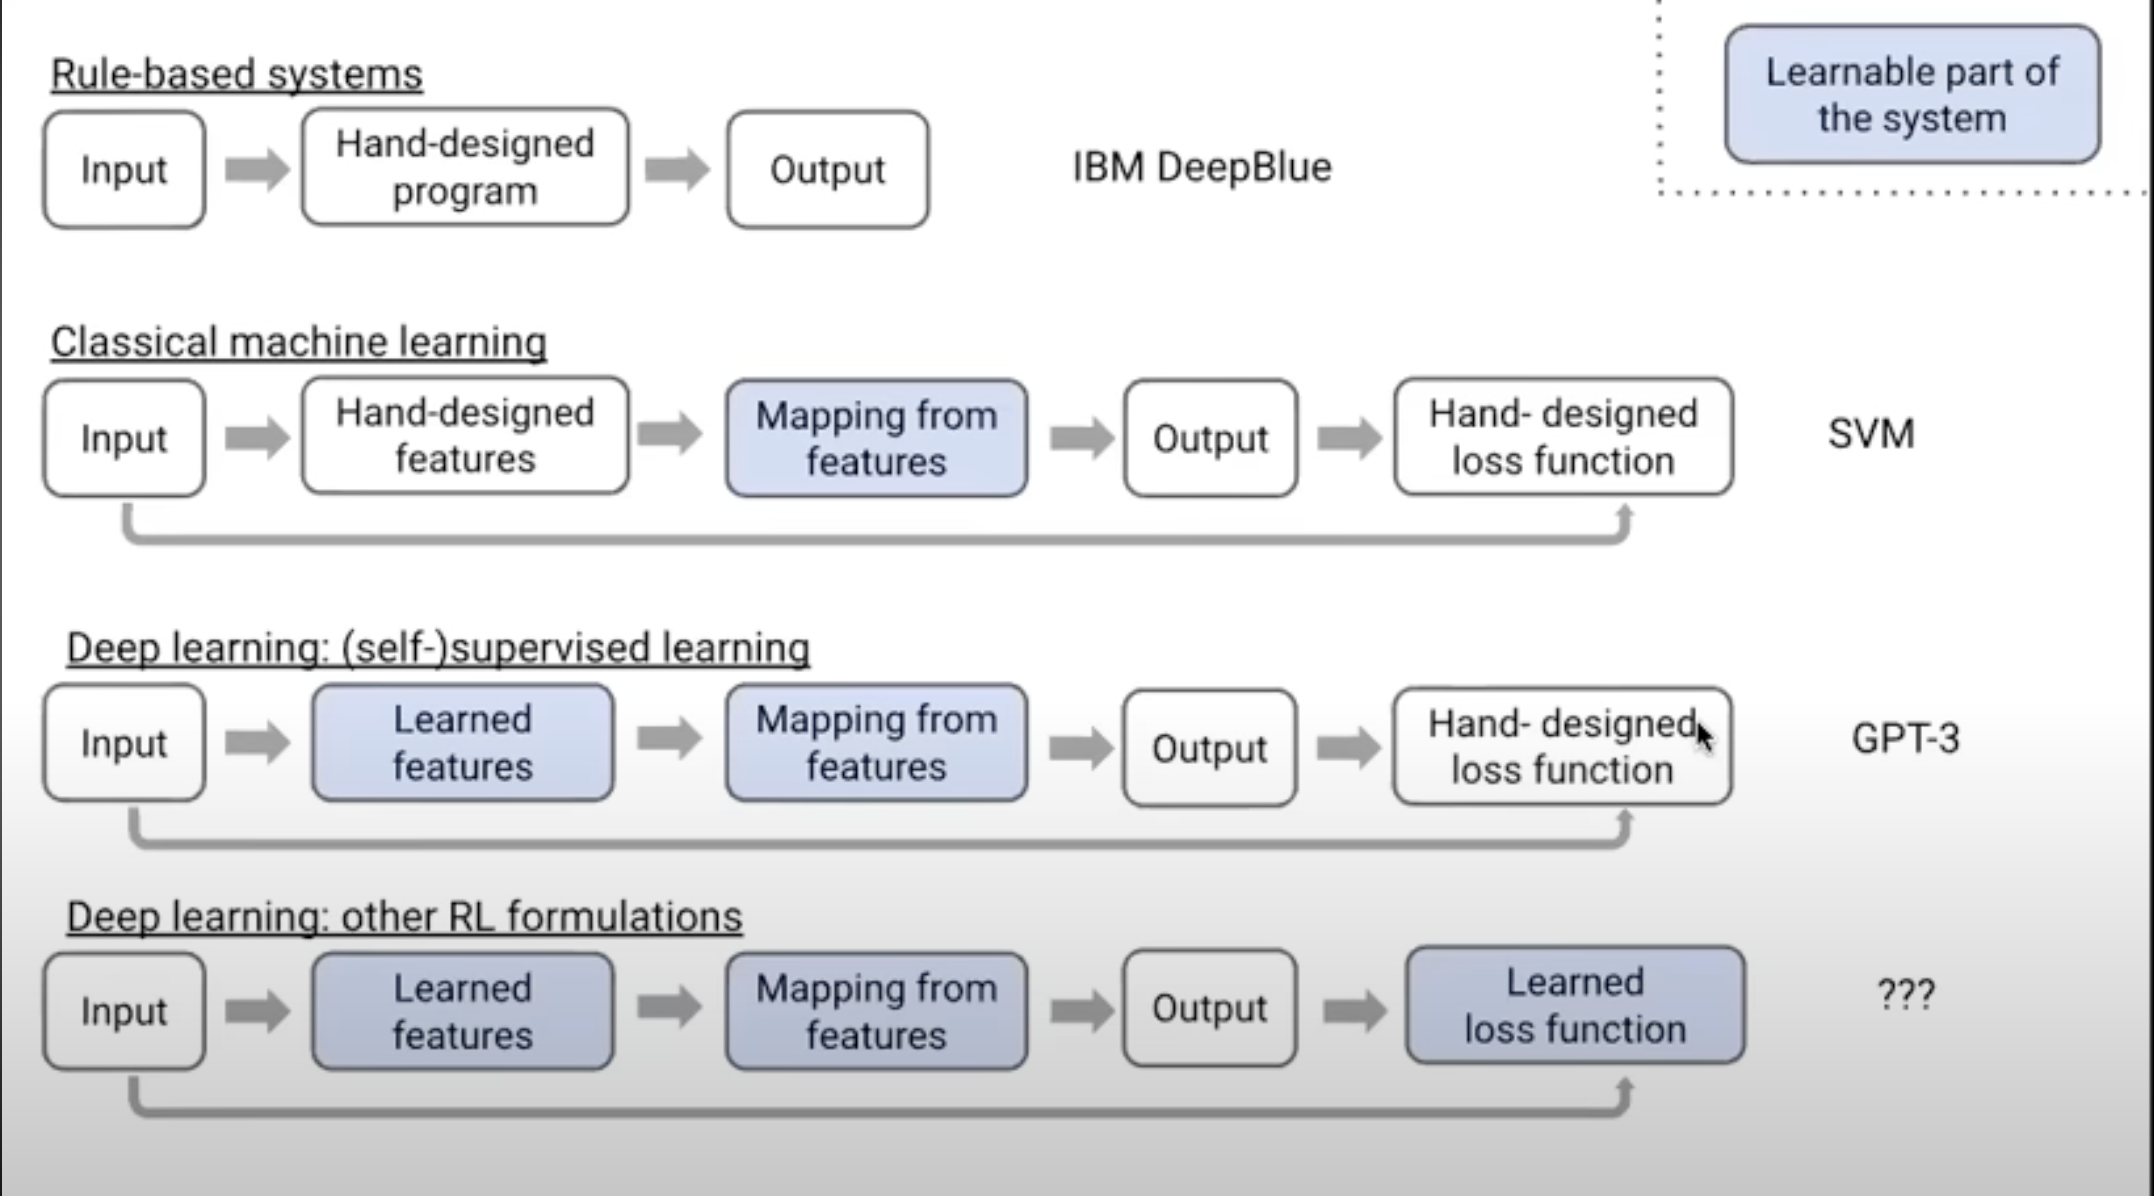 Rule-based systems
Learnable part of
the system
Input
Hand-designed
program
Output
IBM DeepBlue
Classical machine learning
Input
Hand-designed
features
Mapping from
features
Output
Hand- designed
loss function
SVM
Deep learning: (self-)supervised learning
Input
Learned
features
Mapping from
features
Output
Hand- designed
loss function
GPT-3
Deep learning: other RL formulations
Input
Learned
features
Mapping from
features
Output
Learned
loss function
???